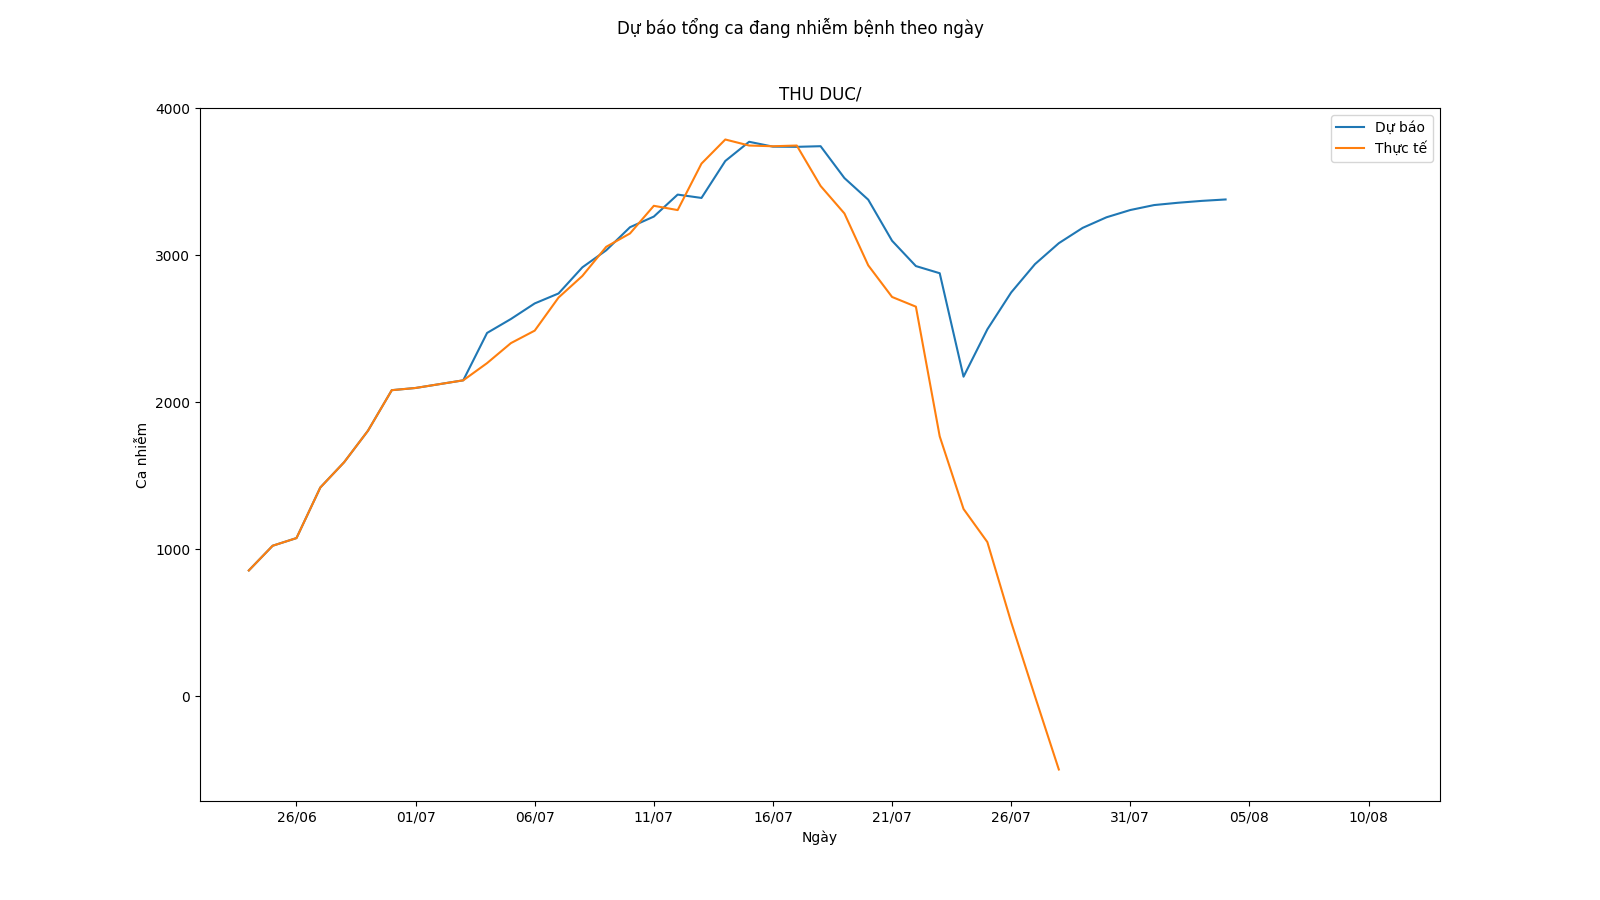 Dự báo tổng ca đang nhiễm bệnh theo ngày
THU DUC/
Dự báo
Thực tế
4000
3000
2000
1000
0
Ca nhiễm
26/06 01/07 06/07 11/07 16/07 21/07 26/07 31/07 05/08 10/08
Ngày